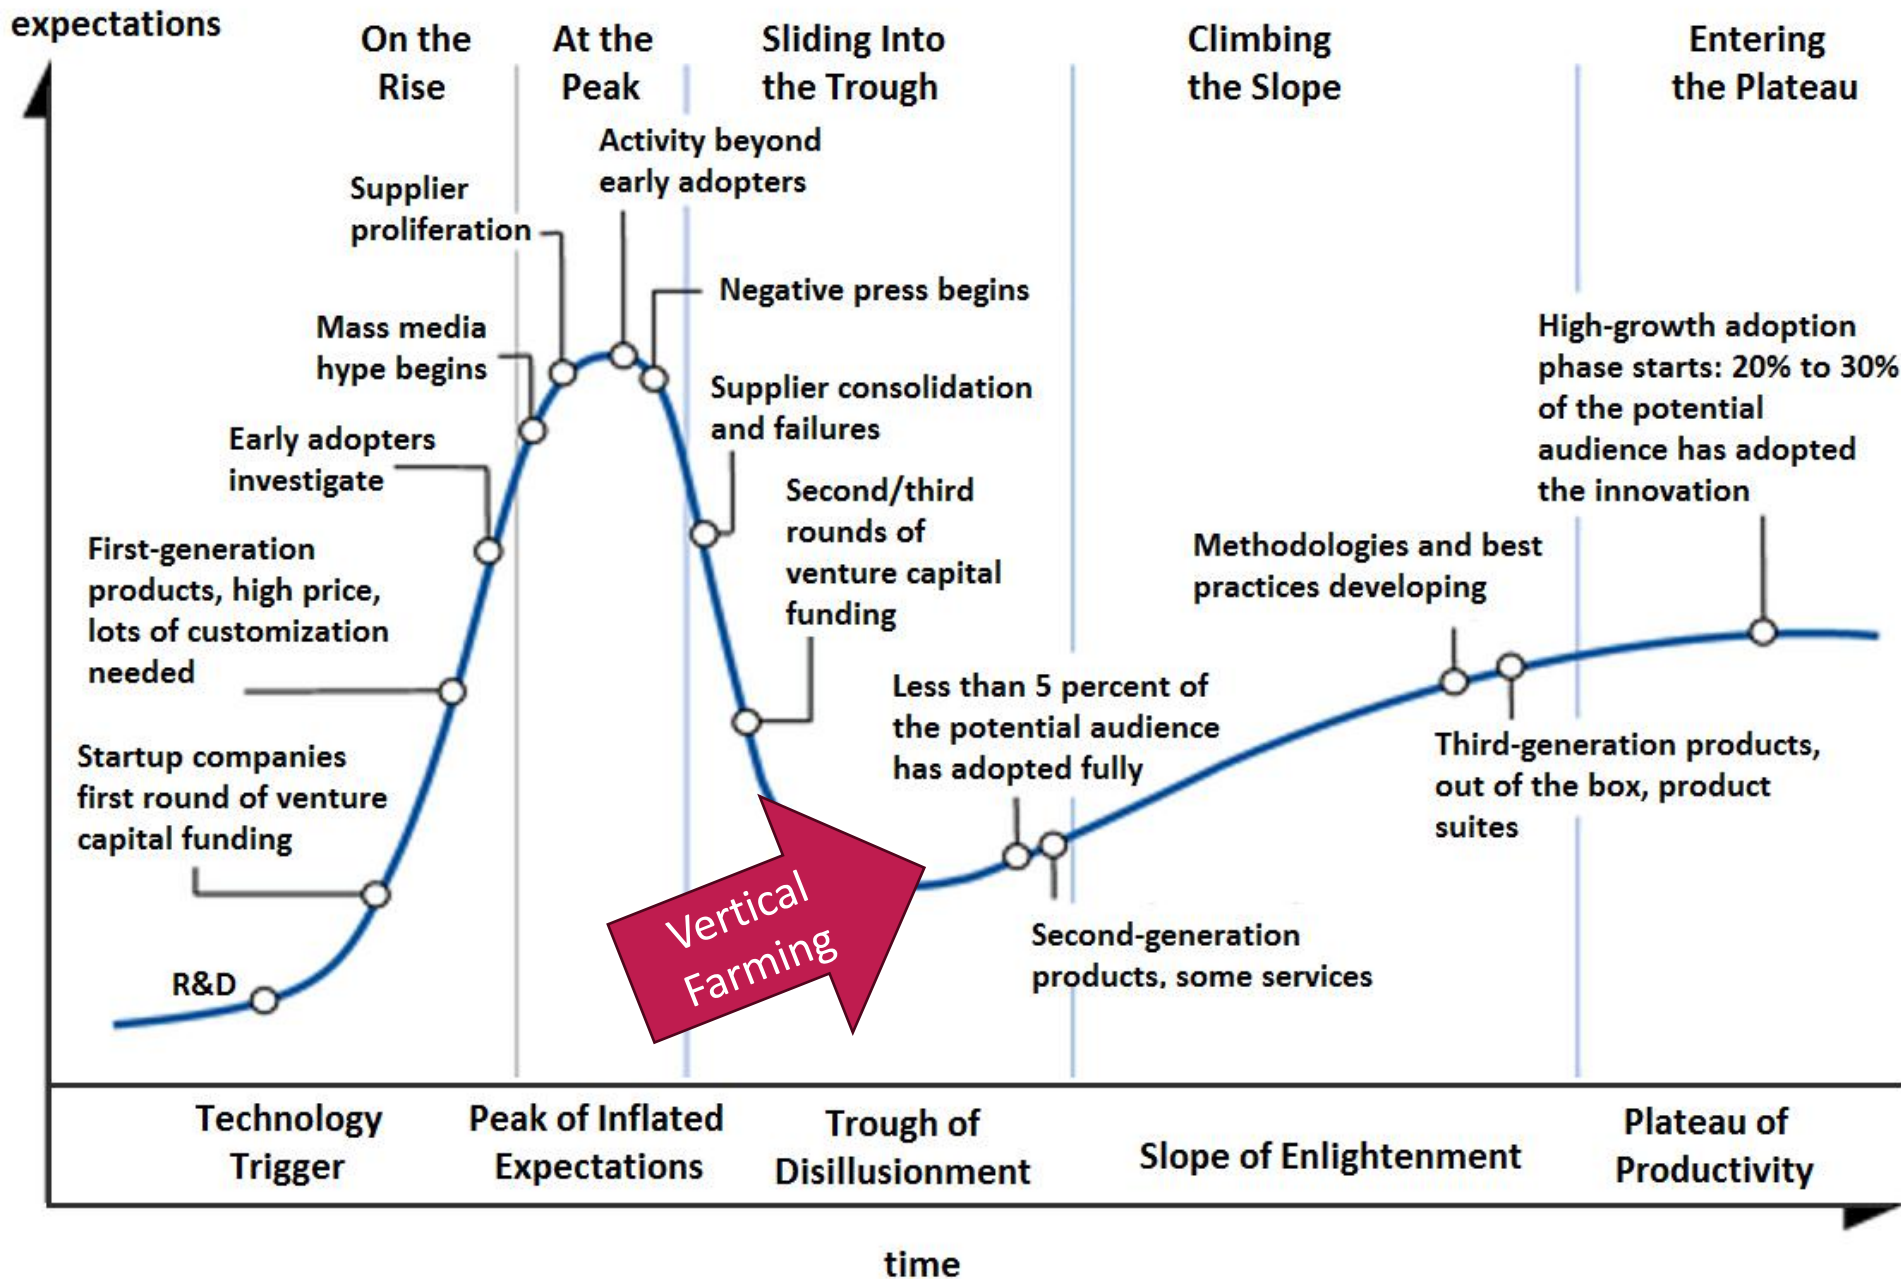 expectations
On the
Rise
At the
Peak
Sliding Into
the Trough
Climbing
the Slope
Entering
the Plateau
Activity beyond
early adopters
Supplier
proliferation
Negative press begins
Mass media
hype begins
High-growth adoption
phase starts: 20% to 30%
of the potential
audience has adopted
the innovation
Supplier consolidation
and failures
Early adopters
investigate
Second/third
rounds of
venture capital
funding
First-generation
products, high price,
lots of customization
needed
Methodologies and best
practices developing
Less than 5 percent of
the potential audience
has adopted fully
Startup companies
first round of venture
capital funding
Third-generation products,
out of the box, product
suites
Vertical
Farming
Second-generation
products, some services
R&D
Technology
Trigger
Peak of Inflated
Expectations
Trough of
Disillusionment
Slope of Enlightenment
Plateau of
Productivity
time